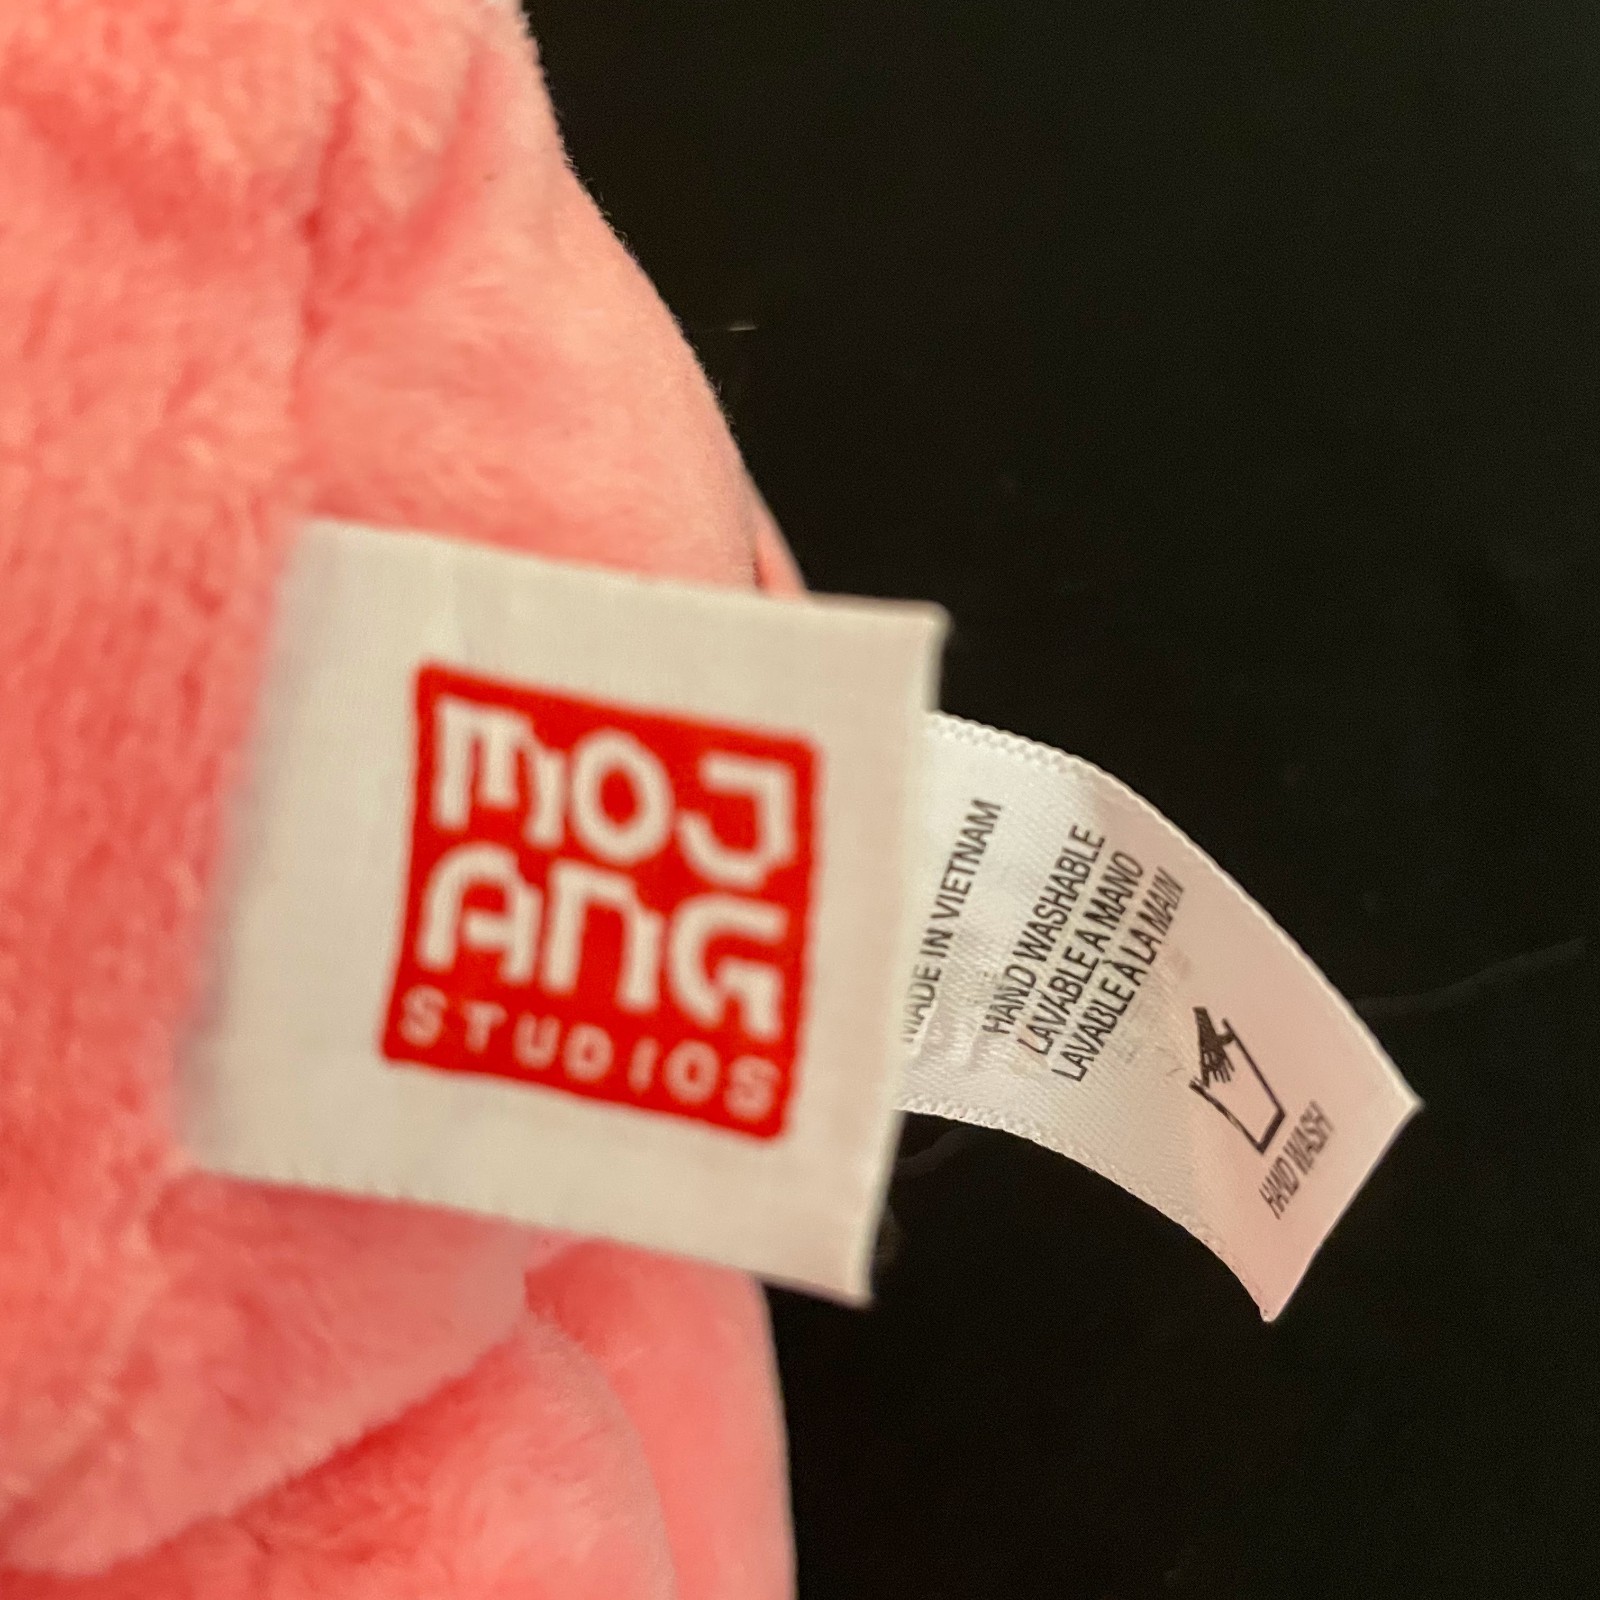 MOJ
ANG
STUDIOS
MADE IN VIETNAM
HAND WASHABLE
LAVABLE A MANO
LAVABLE À LA MAIN
HAND WASH